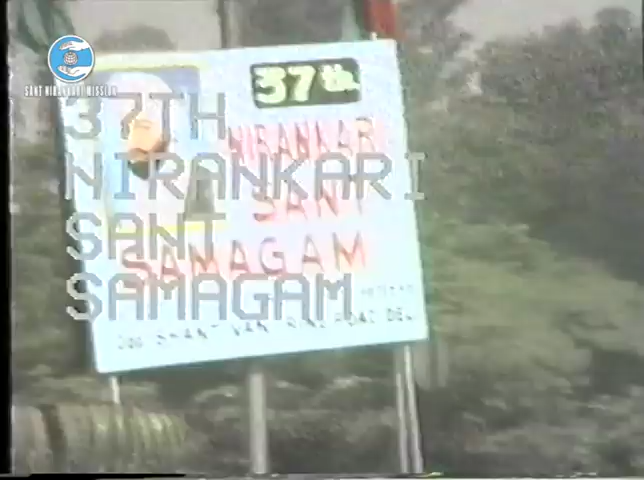 SANT NIRANKARI MISSION
37th
NIRANKARI
SANT
SAMAGAM
37TH
NIRANKARI
SANT
SAMAGAM